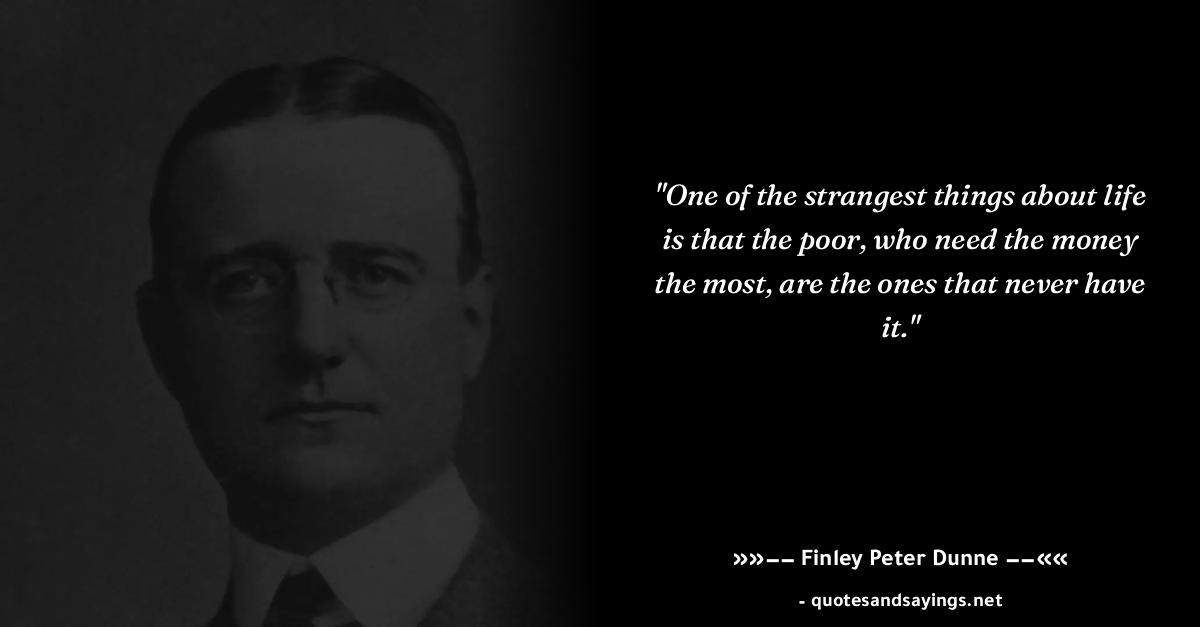 "One of the strangest things about life
is that the poor, who need the money
the most, are the ones that never have
it."
»»–– Finley Peter Dunne ––««
- quotesandsayings.net